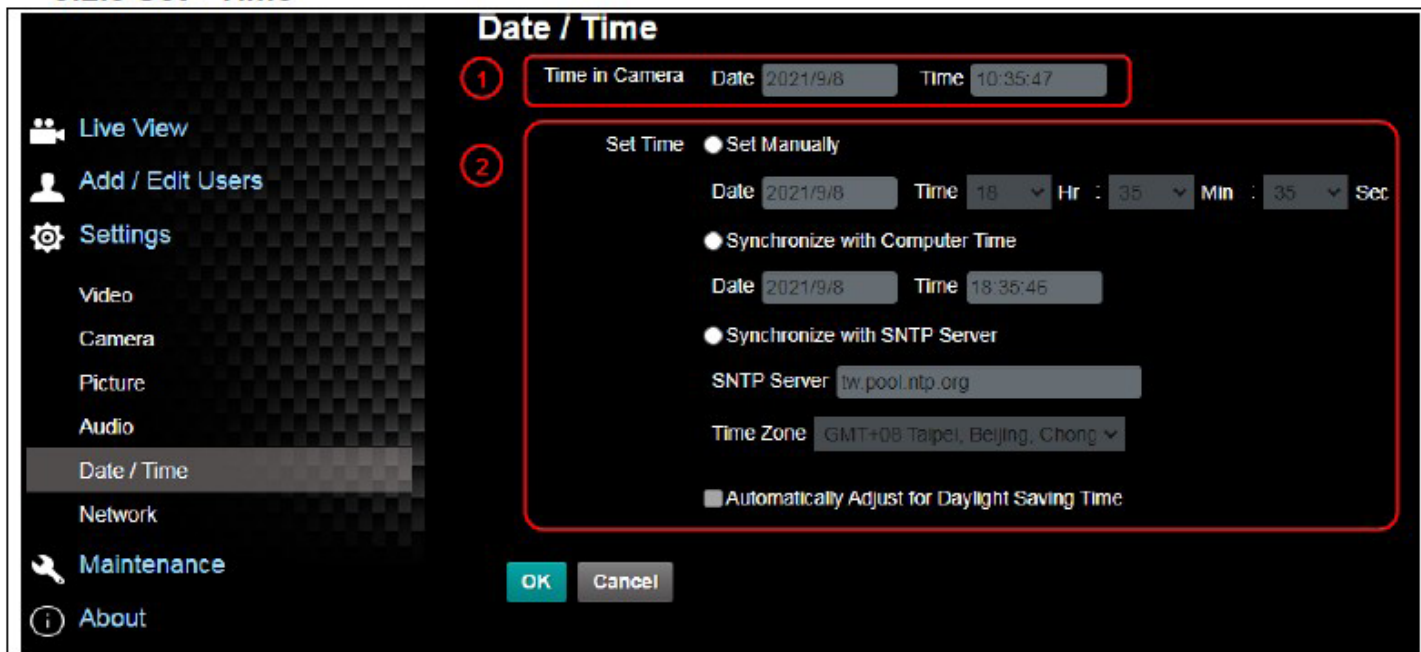 Date / Time
1 Time in Camera Date 2021/9/8 Time 10:35:47
Live View
2 Set Time Set Manually
Add / Edit Users
Date 2021/9/8 Time 18 Hr : 35 Min : 35 Sec
Settings
Synchronize with Computer Time
Video
Date 2021/9/8 Time 18:35:46
Camera
Synchronize with SNTP Server
Picture
SNTP Server tw.pool.ntp.org
Audio
Time Zone GMT+08 Taipei, Beijing, Chong
Date / Time
Automatically Adjust for Daylight Saving Time
Network
Maintenance
OK Cancel
About